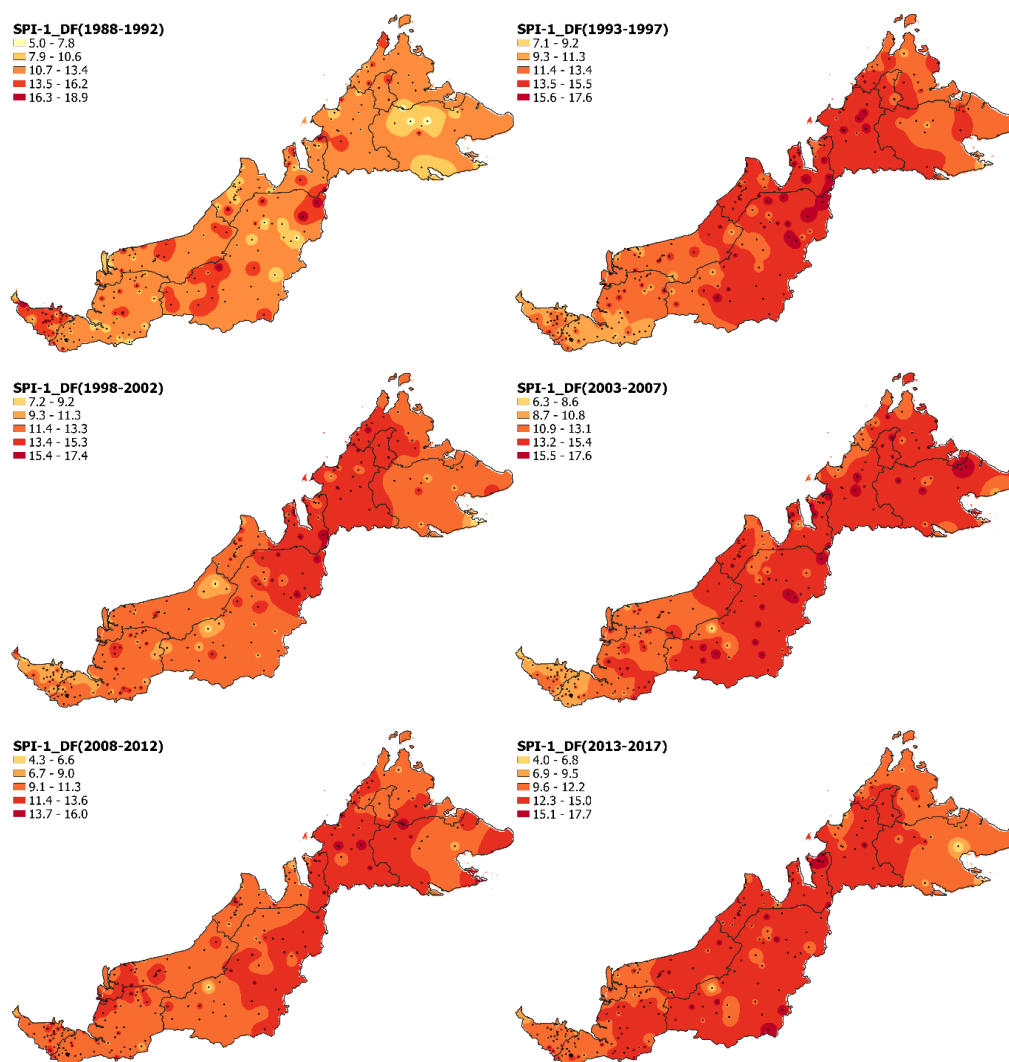 SPI-1_DF(1988-1992)
5.0 - 7.8
7.9 - 10.6
10.7 - 13.4
13.5 - 16.2
16.3 - 18.9
SPI-1_DF(1993-1997)
7.1 - 9.2
9.3 - 11.3
11.4 - 13.4
13.5 - 15.5
15.6 - 17.6
SPI-1_DF(1998-2002)
7.2 - 9.2
9.3 - 11.3
11.4 - 13.3
13.4 - 15.3
15.4 - 17.4
SPI-1_DF(2003-2007)
6.3 - 8.6
8.7 - 10.8
10.9 - 13.1
13.2 - 15.4
15.5 - 17.6
SPI-1_DF(2008-2012)
4.3 - 6.6
6.7 - 9.0
9.1 - 11.3
11.4 - 13.6
13.7 - 16.0
SPI-1_DF(2013-2017)
4.0 - 6.8
6.9 - 9.5
9.6 - 12.2
12.3 - 15.0
15.1 - 17.7